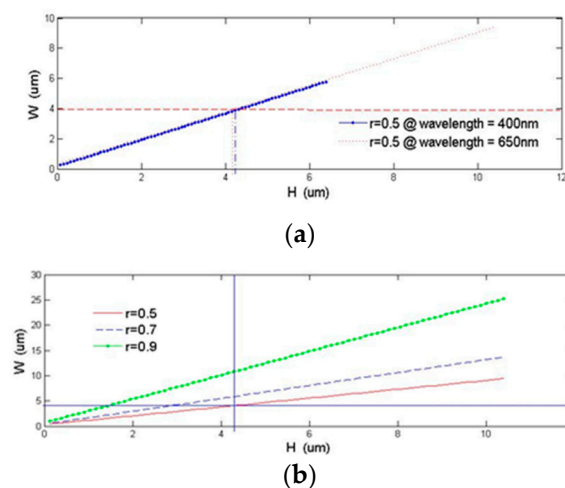 10
8
6
4
2
0
W (um)
r=0.5 @ wavelength = 400nm
r=0.5 @ wavelength = 650nm
0 2 4 6 8 10 12
H (um)
(a)
30
25
20
15
10
5
0
W (um)
r=0.5
r=0.7
r=0.9
0 2 4 6 8 10
H (um)
(b)